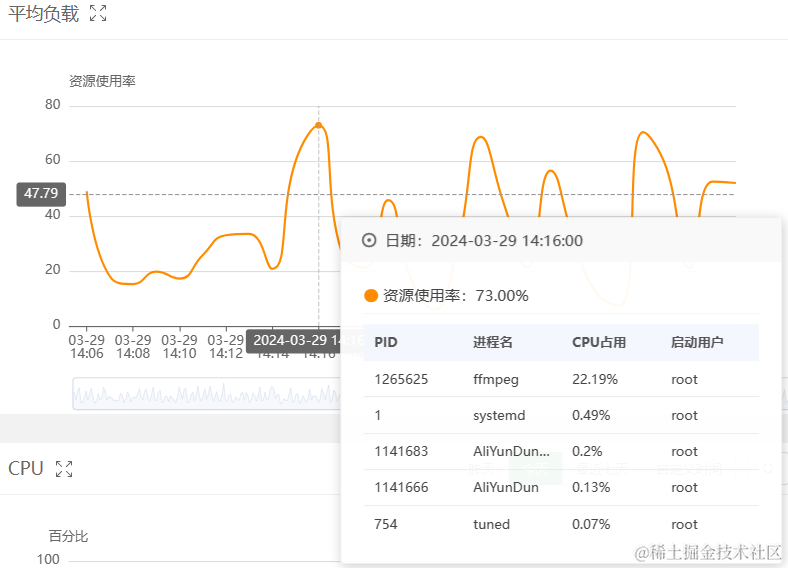 平均负载
资源使用率
80
60
47.79
40
20
0
03-29 14:06
03-29 14:08
03-29 14:10
03-29 14:12
2024-03-29 14:16
14:14
14:16
日期：2024-03-29 14:16:00
资源使用率：73.00%
PID 进程名 CPU占用 启动用户
1265625 ffmpeg 22.19% root
1 systemd 0.49% root
1141683 AliYunDun... 0.2% root
1141666 AliYunDun 0.13% root
754 tuned 0.07% root
CPU
百分比
100
@稀土掘金技术社区